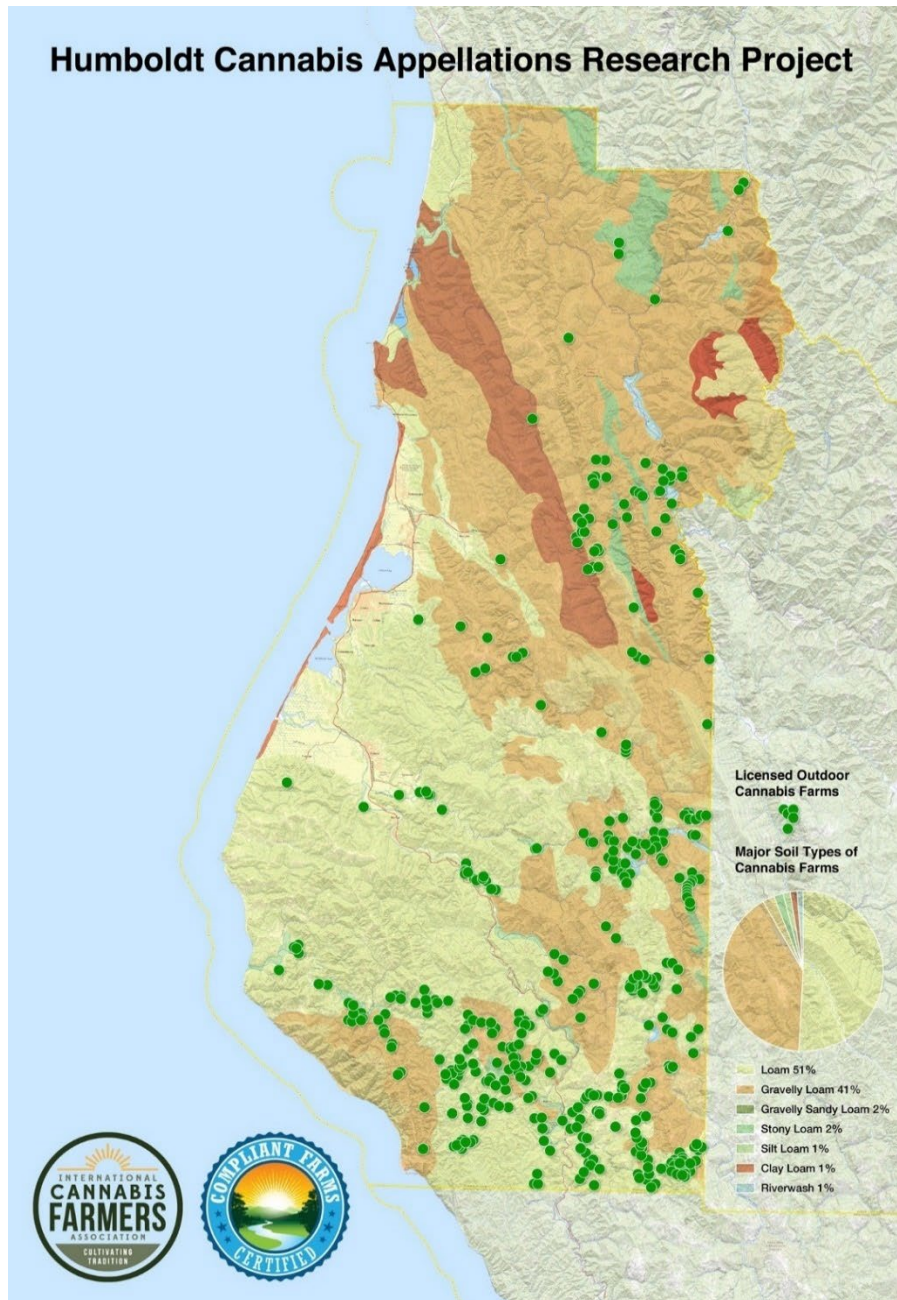 Humboldt Cannabis Appellations Research Project
Licensed Outdoor
Cannabis Farms
Major Soil Types of
Cannabis Farms
Loam 51%
Gravelly Loam 41%
Gravelly Sandy Loam 2%
Stony Loam 2%
Silt Loam 1%
Clay Loam 1%
Riverwash 1%
INTERNATIONAL
CANNABIS
FARMERS
ASSOCIATION
CULTIVATING
TRADITION
COMPLIANT FARMS
CERTIFIED